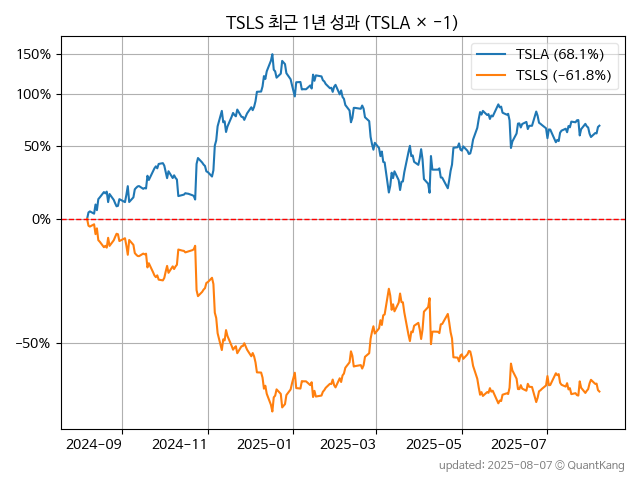 TSLS 최근 1년 성과 (TSLA × −1)
TSLA (68.1%)
TSLS (−61.8%)
150%
100%
50%
0%
−50%
2024-09 2024-11 2025-01 2025-03 2025-05 2025-07
updated: 2025-08-07 © QuantKang